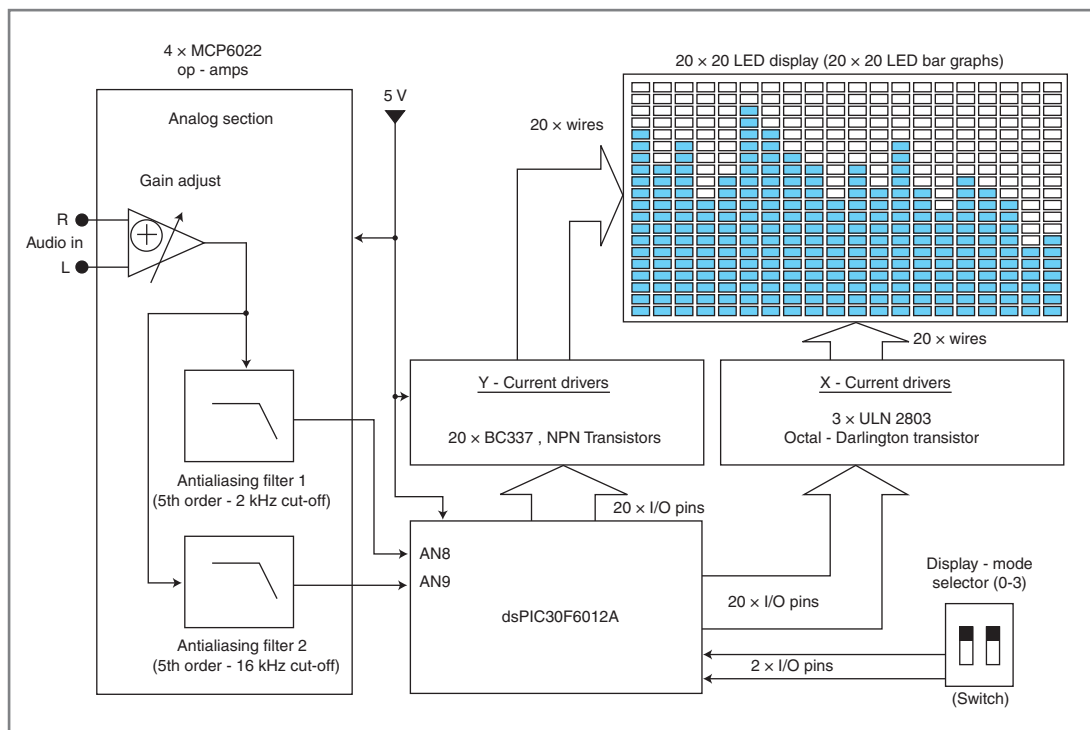 4 × MCP6022
op - amps
Analog section
Gain adjust
R
Audio in
L
Antialiasing filter 1
(5th order - 2 kHz cut-off)
Antialiasing filter 2
(5th order - 16 kHz cut-off)
5 V
20 × 20 LED display (20 × 20 LED bar graphs)
20 × wires
20 × wires
Y - Current drivers
20 × BC337 , NPN Transistors
X - Current drivers
3 × ULN 2803
Octal - Darlington transistor
20 × I/O pins
AN8
AN9
dsPIC30F6012A
20 × I/O pins
2 × I/O pins
Display - mode
selector (0-3)
(Switch)